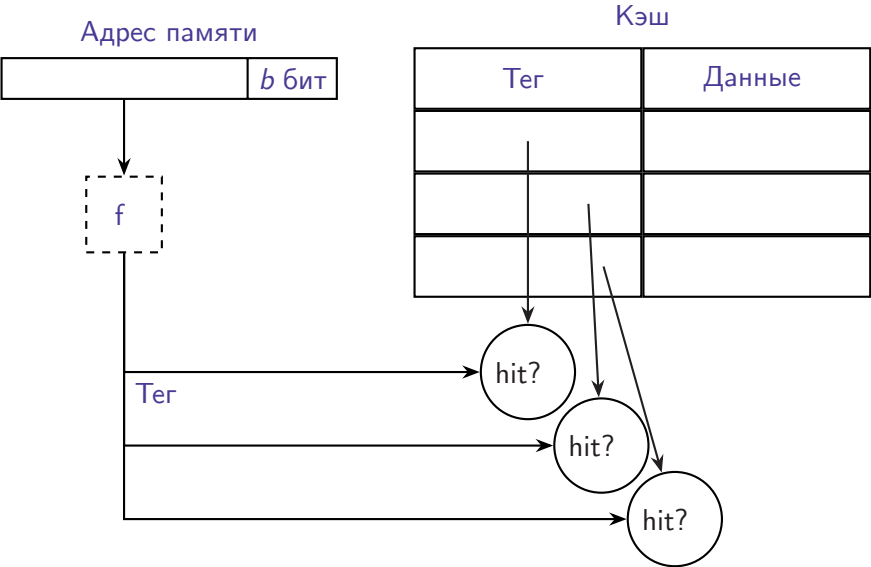 Кэш
Адрес памяти
b бит
Тег
Данные
f
hit?
Тег
hit?
hit?